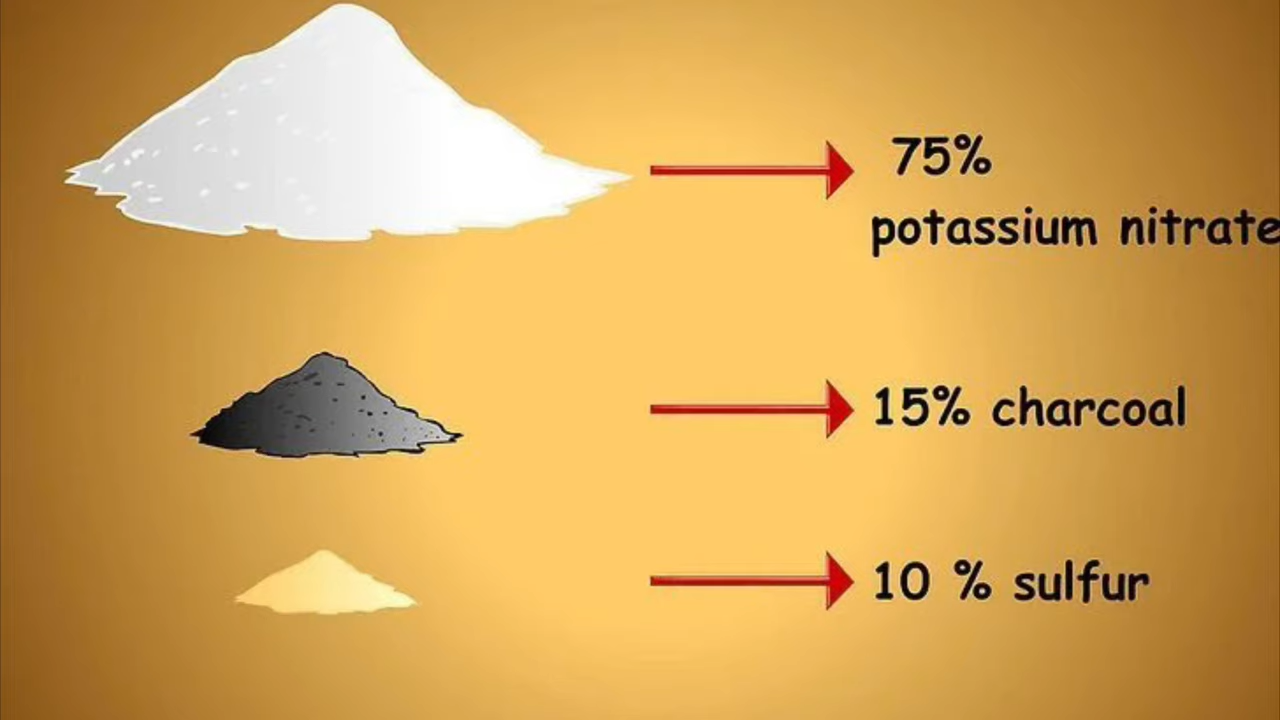 75%
potassium nitrate
15% charcoal
10 % sulfur